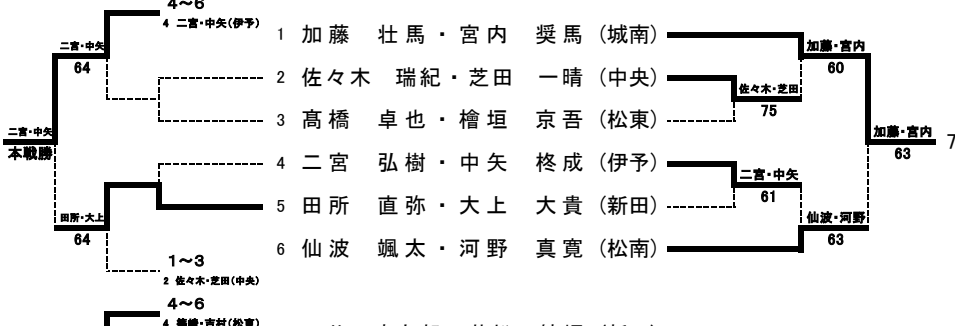 4～6
4 二宮・中矢(伊予)
1 加藤 壮馬・宮内 奨馬 (城南)
二宮・中矢
64
加藤・宮内
60
2 佐々木 瑞紀・芝田 一晴 (中央)
佐々木・芝田
75
3 髙橋 卓也・檜垣 京吾 (松東)
二宮・中矢
本戦勝
加藤・宮内
63
7
4 二宮 弘樹・中矢 柊成 (伊予)
二宮・中矢
61
5 田所 直弥・大上 大貴 (新田)
田所・大上
64
仙波・河野
63
6 仙波 颯太・河野 真寛 (松南)
1～3
2 佐々木・芝田(中央)
4～6